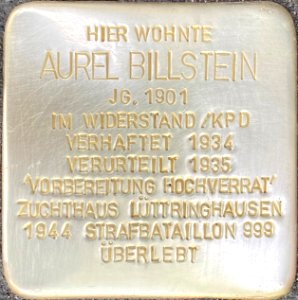 HIER WOHNTE
AUREL BILLSTEIN
JG. 1901
IM WIDERSTAND/KPD
VERHAFTET 1934
VERURTEILT 1935
'VORBEREITUNG HOCHVERRAT'
ZUCHTHAUS LÜTTRINGHAUSEN
1944 STRAFBATAILLON 999
ÜBERLEBT